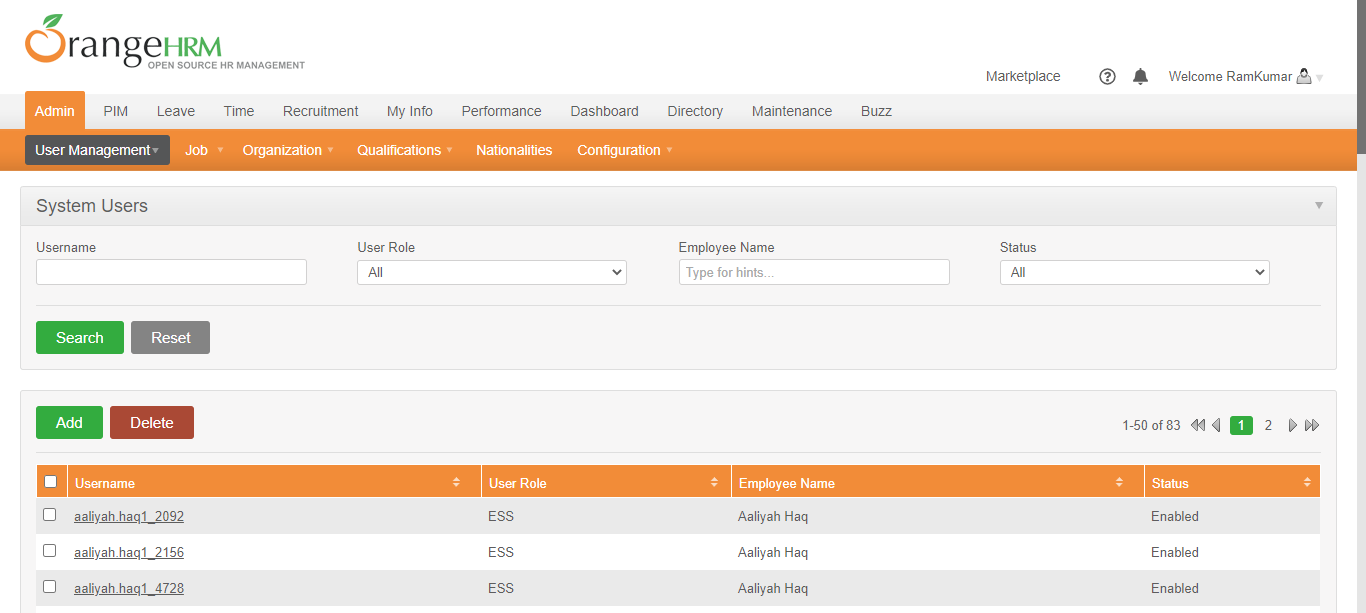 OrangeHRM
OPEN SOURCE HR MANAGEMENT
Marketplace ? Welcome RamKumar
Admin PIM Leave Time Recruitment My Info Performance Dashboard Directory Maintenance Buzz
User Management Job Organization Qualifications Nationalities Configuration
System Users
Username User Role Employee Name Status
All Type for hints... All
Search Reset
Add Delete 1-50 of 83 1 2
Username User Role Employee Name Status
aaliyah.haq1_2092 ESS Aaliyah Haq Enabled
aaliyah.haq1_2156 ESS Aaliyah Haq Enabled
aaliyah.haq1_4728 ESS Aaliyah Haq Enabled